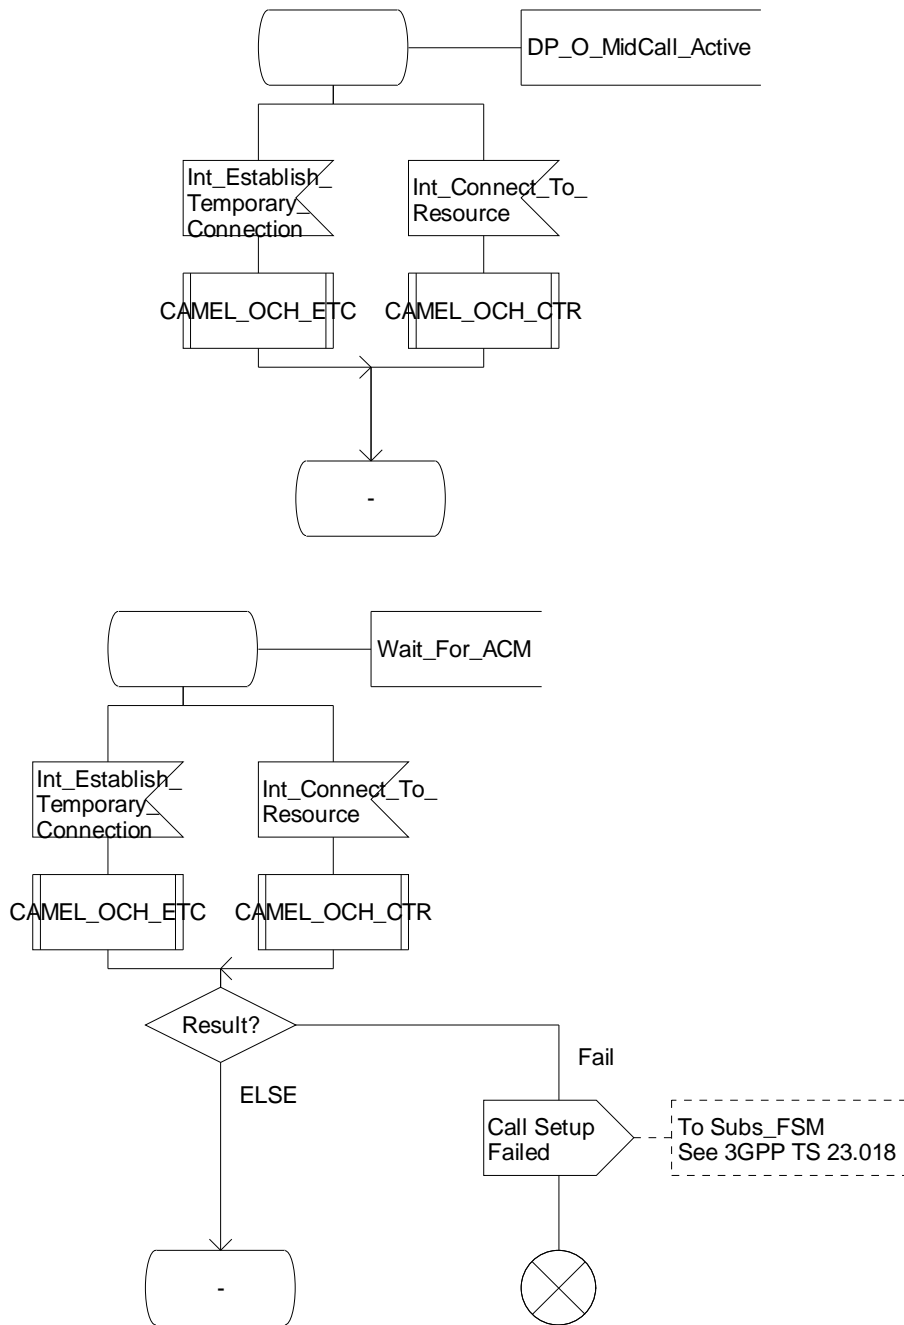 DP_O_MidCall_Active
Int_Establish_
Temporary_
Connection
Int_Connect_To_
Resource
CAMEL_OCH_ETC
CAMEL_OCH_CTR
-
Wait_For_ACM
Int_Establish_
Temporary_
Connection
Int_Connect_To_
Resource
CAMEL_OCH_ETC
CAMEL_OCH_CTR
Result?
Fail
ELSE
Call Setup
Failed
To Subs_FSM
See 3GPP TS 23.018
-